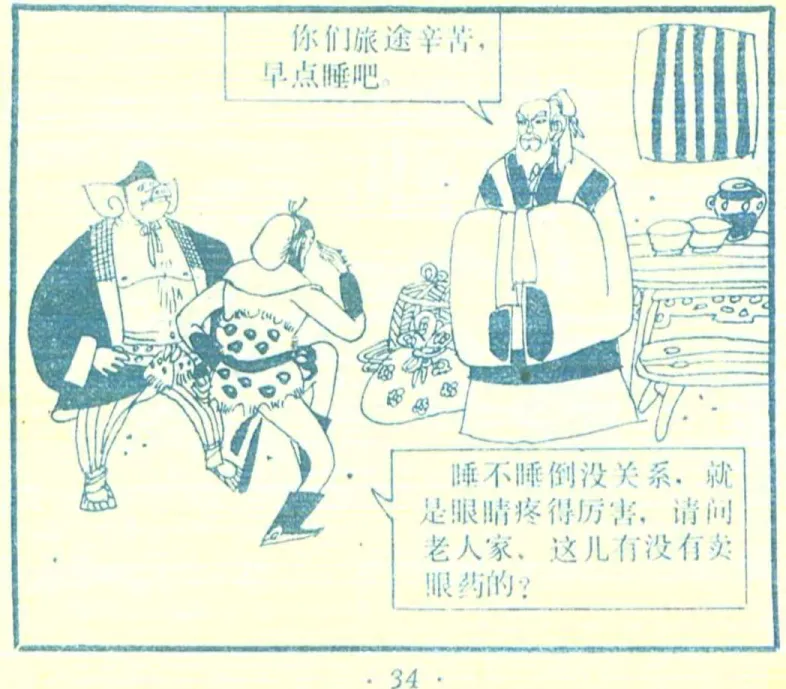 你们旅途辛苦，
早点睡吧。
睡不睡倒没关系，就
是眼睛疼得厉害，请问
老人家，这儿有没有卖
眼药的？
· 34 ·